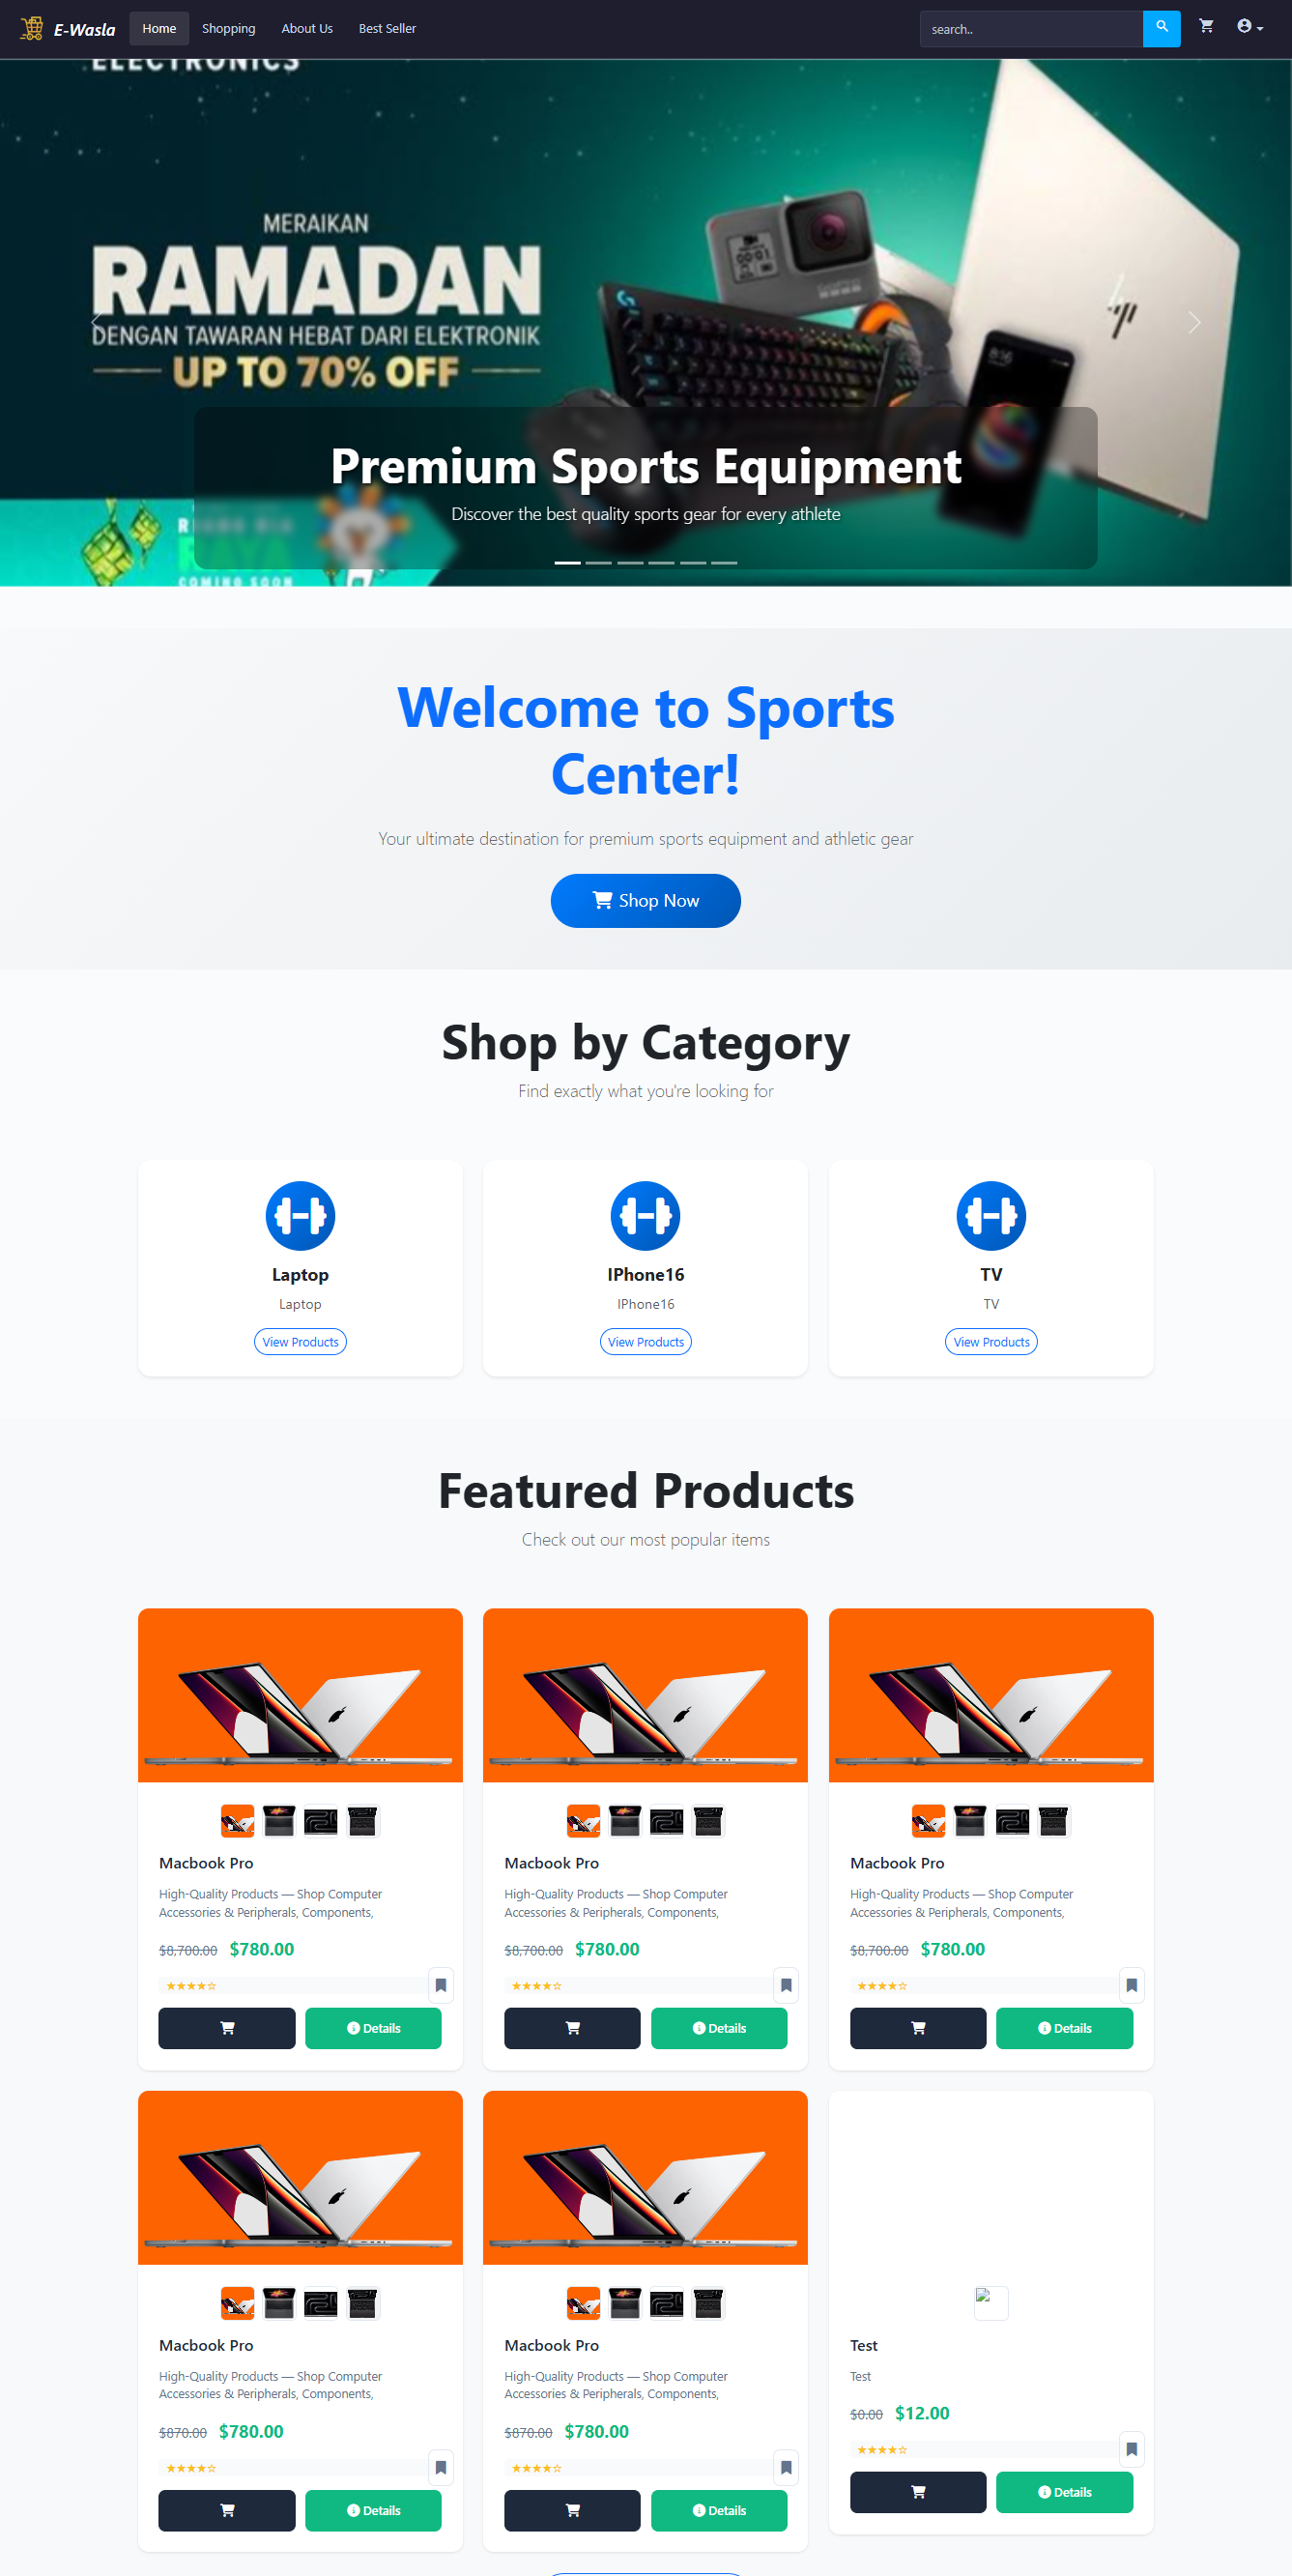 E-Wasla
Home
Shopping
About Us
Best Seller
search..
ELECTRONICS
MERAIKAN
RAMADAN
DENGAN TAWARAN HEBAT DARI ELEKTRONIK
UP TO 70% OFF
GoPro
8:16
Premium Sports Equipment
Discover the best quality sports gear for every athlete
COMING SOON
Welcome to Sports
Center!
Your ultimate destination for premium sports equipment and athletic gear
Shop Now
Shop by Category
Find exactly what you're looking for
Laptop
Laptop
View Products
IPhone16
IPhone16
View Products
TV
TV
View Products
Featured Products
Check out our most popular items
Macbook Pro
High-Quality Products — Shop Computer
Accessories & Peripherals, Components,
$8,700.00 $780.00
★★★★☆
Details
Macbook Pro
High-Quality Products — Shop Computer
Accessories & Peripherals, Components,
$8,700.00 $780.00
★★★★☆
Details
Macbook Pro
High-Quality Products — Shop Computer
Accessories & Peripherals, Components,
$8,700.00 $780.00
★★★★☆
Details
Macbook Pro
High-Quality Products — Shop Computer
Accessories & Peripherals, Components,
$870.00 $780.00
★★★★☆
Details
Macbook Pro
High-Quality Products — Shop Computer
Accessories & Peripherals, Components,
$870.00 $780.00
★★★★☆
Details
Test
Test
$0.00 $12.00
★★★★☆
Details